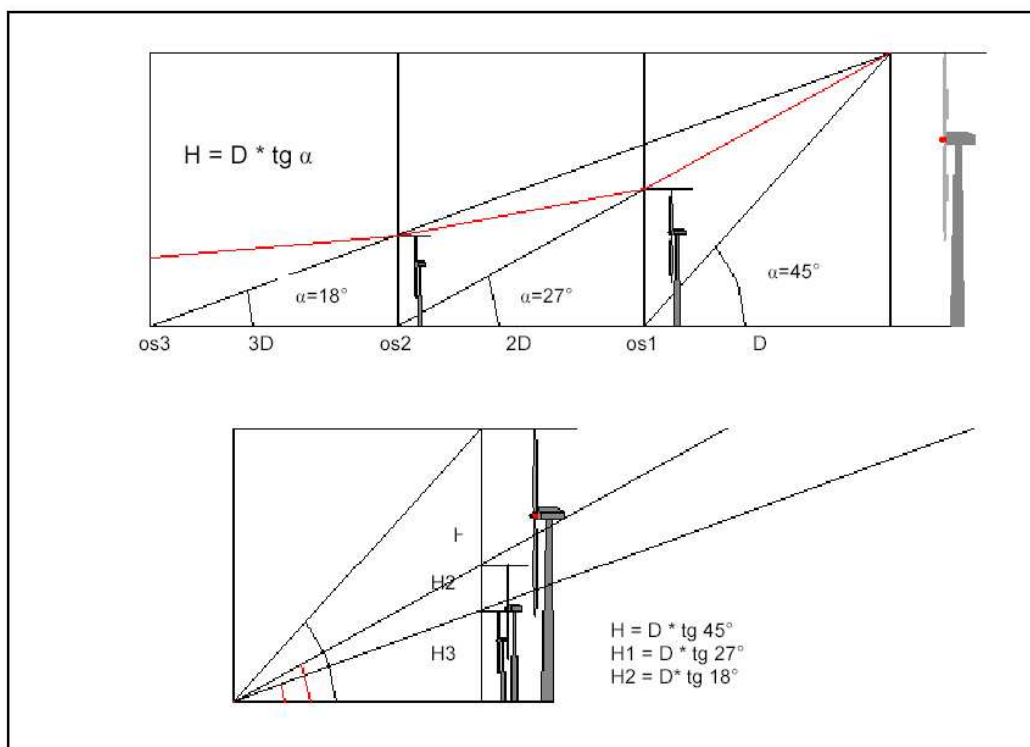 H = D * tg α
α=18°
α=27°
α=45°
os3
3D
os2
2D
os1
D
H2
H3
H = D * tg 45°
H1 = D * tg 27°
H2 = D* tg 18°